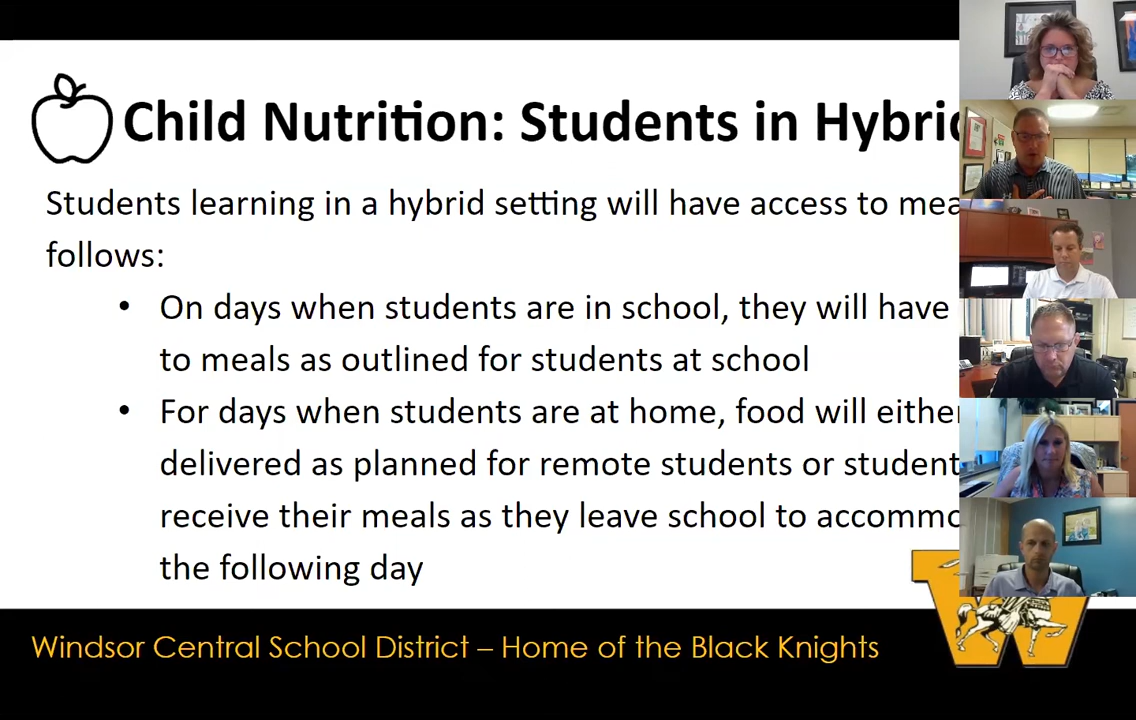 Child Nutrition: Students in Hybri
Students learning in a hybrid setting will have access to mea
follows:
• On days when students are in school, they will have
to meals as outlined for students at school
• For days when students are at home, food will either
delivered as planned for remote students or student
receive their meals as they leave school to accommo
the following day
W
Windsor Central School District – Home of the Black Knights